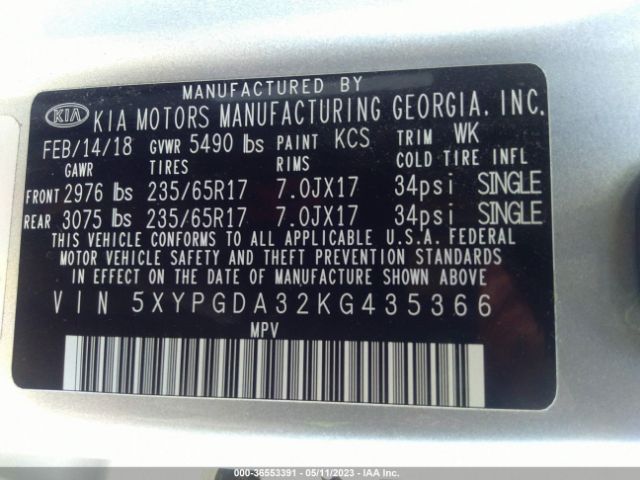 MANUFACTURED BY
KIA KIA MOTORS MANUFACTURING GEORGIA, INC.
FEB/14/18 GVWR 5490 lbs PAINT KCS TRIM WK
GAWR TIRES RIMS COLD TIRE INFL
FRONT 2976 lbs 235/65R17 7.0JX17 34psi SINGLE
REAR 3075 lbs 235/65R17 7.0JX17 34psi SINGLE
THIS VEHICLE CONFORMS TO ALL APPLICABLE U.S.A. FEDERAL
MOTOR VEHICLE SAFETY AND THEFT PREVENTION STANDARDS
IN EFFECT ON THE DATE OF MANUFACTURE SHOWN ABOVE
VIN 5XYPGDA32KG435366
MPV
000-36553391 - 05/11/2023 - IAA Inc.